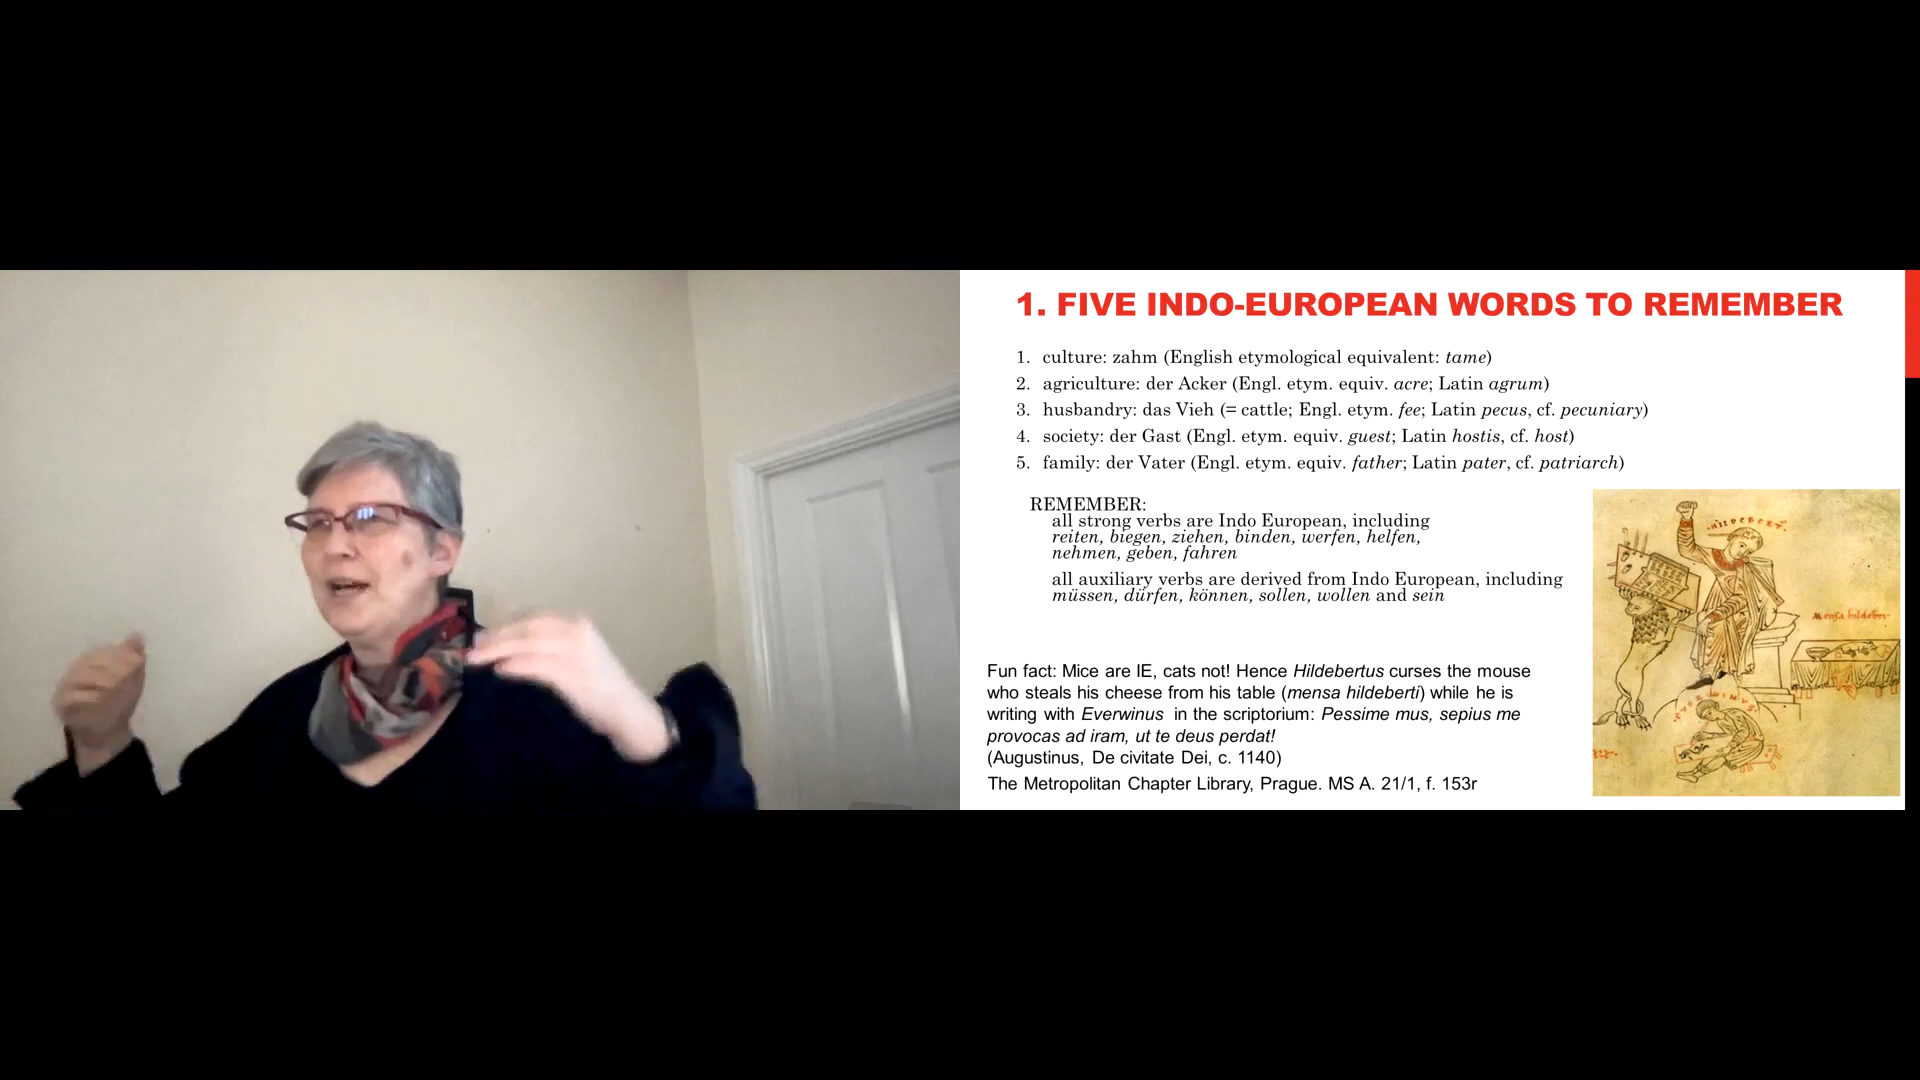 1. FIVE INDO-EUROPEAN WORDS TO REMEMBER
1. culture: zahm (English etymological equivalent: tame)
2. agriculture: der Acker (Engl. etym. equiv. acre; Latin agrum)
3. husbandry: das Vieh (= cattle; Engl. etym. fee; Latin pecus, cf. pecuniary)
4. society: der Gast (Engl. etym. equiv. guest; Latin hostis, cf. host)
5. family: der Vater (Engl. etym. equiv. father; Latin pater, cf. patriarch)
REMEMBER:
all strong verbs are Indo European, including
reiten, biegen, ziehen, binden, werfen, helfen,
nehmen, geben, fahren
all auxiliary verbs are derived from Indo European, including
müssen, dürfen, können, sollen, wollen and sein
Fun fact: Mice are IE, cats not! Hence Hildebertus curses the mouse
who steals his cheese from his table (mensa hildeberti) while he is
writing with Everwinus in the scriptorium: Pessime mus, sepius me
provocas ad iram, ut te deus perdat!
(Augustinus, De civitate Dei, c. 1140)
The Metropolitan Chapter Library, Prague. MS A. 21/1, f. 153r
HILDEBERT